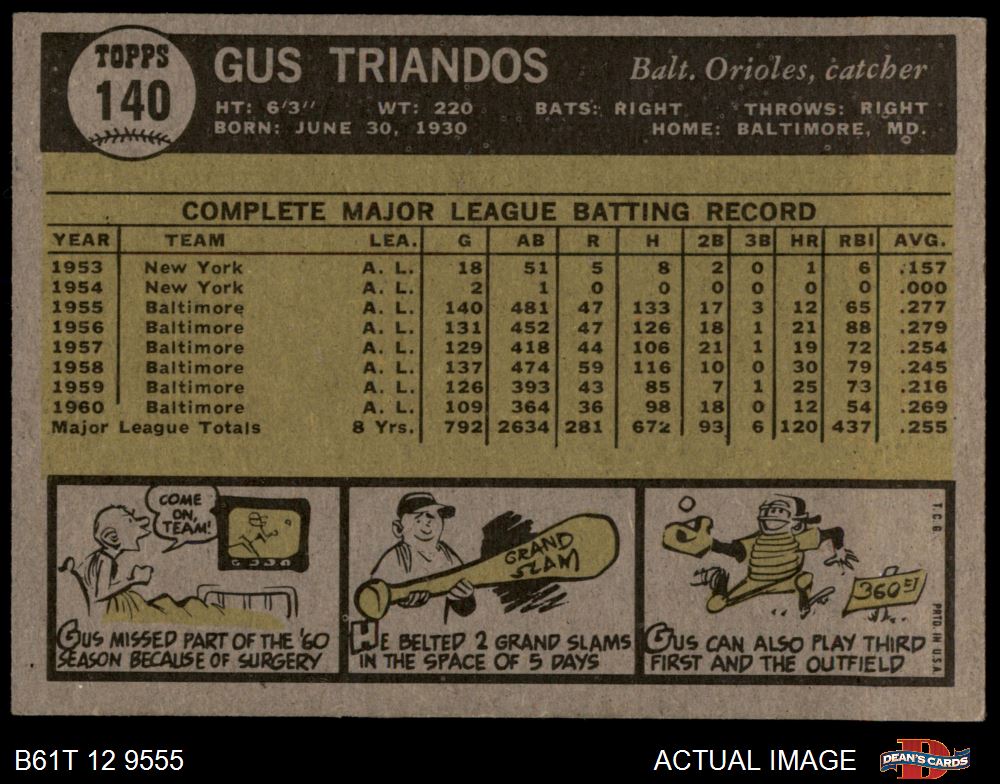 TOPPS
140
GUS TRIANDOS
Balt. Orioles, catcher
HT: 6'3" WT: 220 BATS: RIGHT THROWS: RIGHT
BORN: JUNE 30, 1930 HOME: BALTIMORE, MD.
COMPLETE MAJOR LEAGUE BATTING RECORD
YEAR TEAM LEA. G AB R H 2B 3B HR RBI AVG.
1953 New York A. L. 18 51 5 8 2 0 1 6 .157
1954 New York A. L. 2 1 0 0 0 0 0 0 .000
1955 Baltimore A. L. 140 481 47 133 17 3 12 65 .277
1956 Baltimore A. L. 131 452 47 126 18 1 21 88 .279
1957 Baltimore A. L. 129 418 44 106 21 1 19 72 .254
1958 Baltimore A. L. 137 474 59 116 10 0 30 79 .245
1959 Baltimore A. L. 126 393 43 85 7 1 25 73 .216
1960 Baltimore A. L. 109 364 36 98 18 0 12 54 .269
Major League Totals 8 Yrs. 792 2634 281 672 93 6 120 437 .255
COME
ON,
TEAM!
GUS MISSED PART OF THE '60
SEASON BECAUSE OF SURGERY
GRAND
SLAM
HE BELTED 2 GRAND SLAMS
IN THE SPACE OF 5 DAYS
360 FT
GUS CAN ALSO PLAY THIRD
FIRST AND THE OUTFIELD
T.C.G. PRTD. IN U.S.A.
B61T 12 9555
ACTUAL IMAGE
D
DEAN'S CARDS